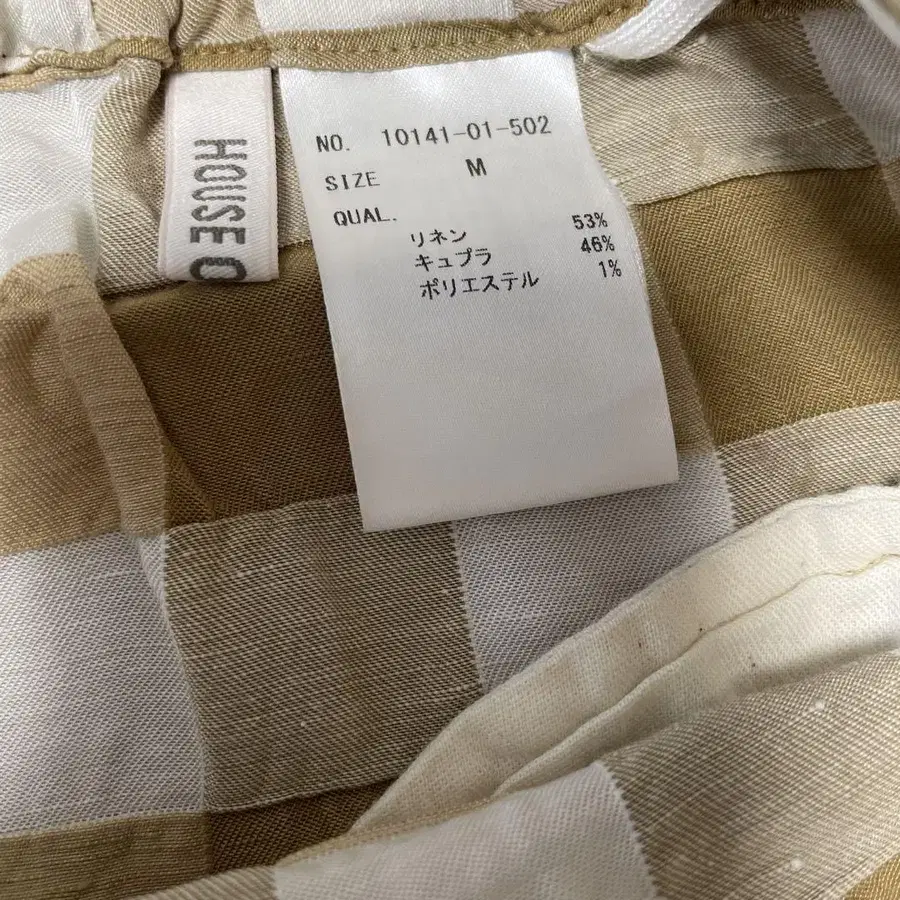 HOUSE O
NO. 10141-01-502
SIZE M
QUAL.
リネン 53%
キュプラ 46%
ポリエステル 1%